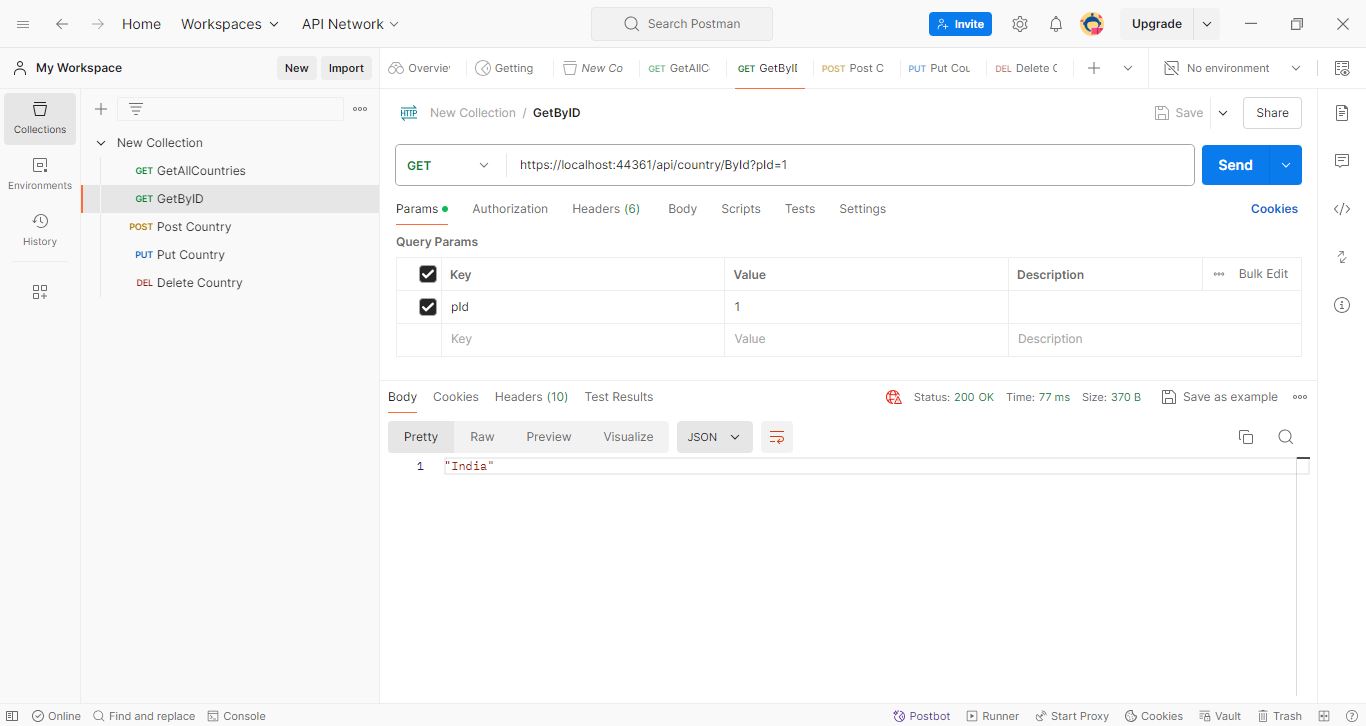 Home Workspaces API Network Search Postman Invite Upgrade
My Workspace New Import Overvie Getting New Co GET GetAllC GET GetByI POST Post C PUT Put Cou DEL Delete C No environment
Collections
Environments
History
New Collection
GET GetAllCountries
GET GetByID
POST Post Country
PUT Put Country
DEL Delete Country
HTTP New Collection / GetByID Save Share
GET https://localhost:44361/api/country/ById?pId=1 Send
Params Authorization Headers (6) Body Scripts Tests Settings Cookies
Query Params
Key Value Description Bulk Edit
pId 1
Key Value Description
Body Cookies Headers (10) Test Results Status: 200 OK Time: 77 ms Size: 370 B Save as example
Pretty Raw Preview Visualize JSON
1 "India"
Online Find and replace Console Postbot Runner Start Proxy Cookies Vault Trash